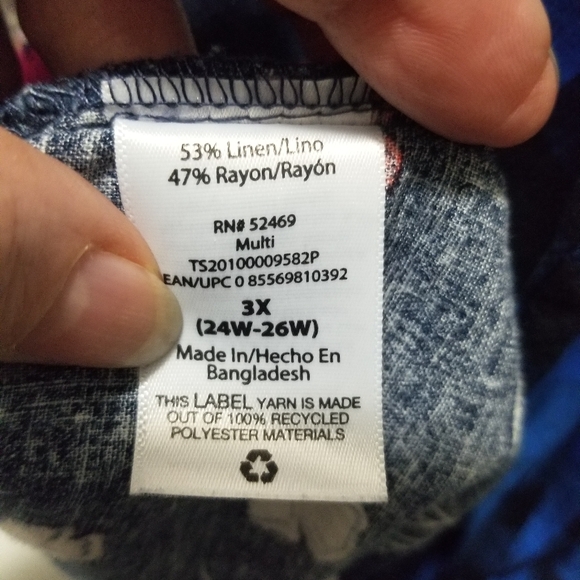 53% Linen/Lino
47% Rayon/Rayón
RN# 52469
Multi
TS20100009582P
EAN/UPC 0 85569810392
3X
(24W-26W)
Made In/Hecho En
Bangladesh
THIS LABEL YARN IS MADE
OUT OF 100% RECYCLED
POLYESTER MATERIALS